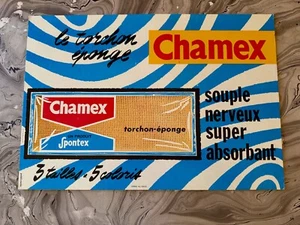 le torchon
éponge
Chamex
souple
nerveux
super
absorbant
Chamex
Spontex
torchon-éponge
3 tailles. 5 coloris